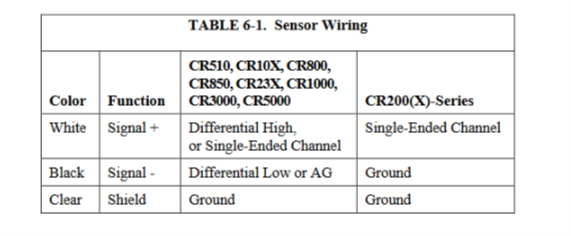 TABLE 6-1. Sensor Wiring
Color Function CR510, CR10X, CR800,
CR850, CR23X, CR1000,
CR3000, CR5000 CR200(X)-Series
White Signal + Differential High,
or Single-Ended Channel Single-Ended Channel
Black Signal - Differential Low or AG Ground
Clear Shield Ground Ground